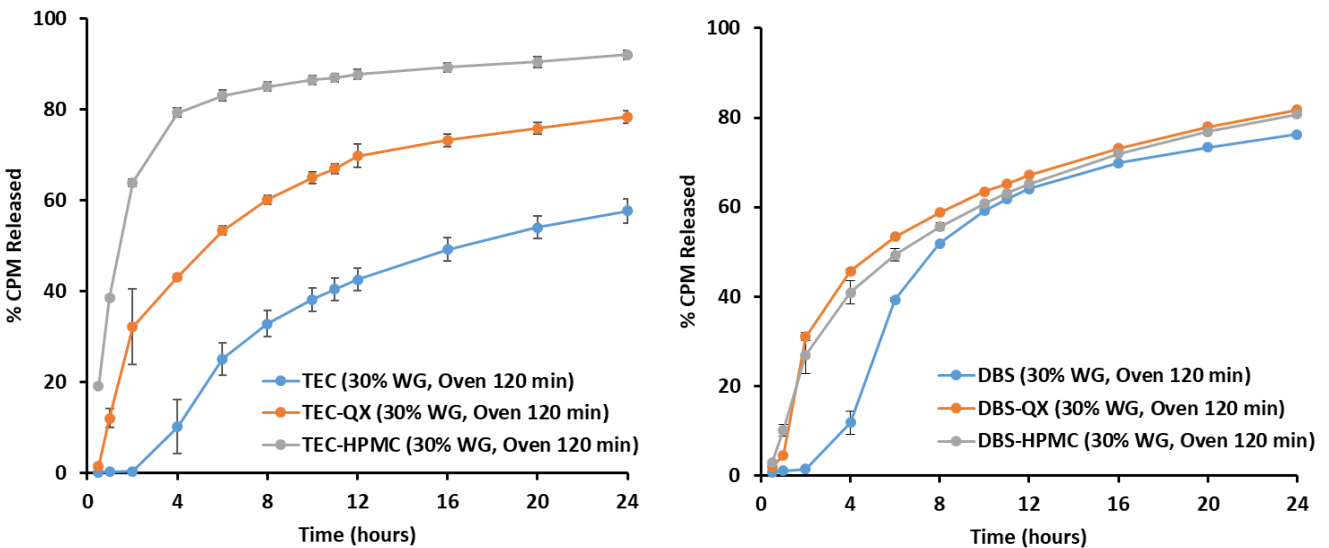 % CPM Released
100
80
60
40
20
0
TEC (30% WG, Oven 120 min)
TEC-QX (30% WG, Oven 120 min)
TEC-HPMC (30% WG, Oven 120 min)
0 4 8 12 16 20 24
Time (hours)
% CPM Released
100
80
60
40
20
0
DBS (30% WG, Oven 120 min)
DBS-QX (30% WG, Oven 120 min)
DBS-HPMC (30% WG, Oven 120 min)
0 4 8 12 16 20 24
Time (hours)